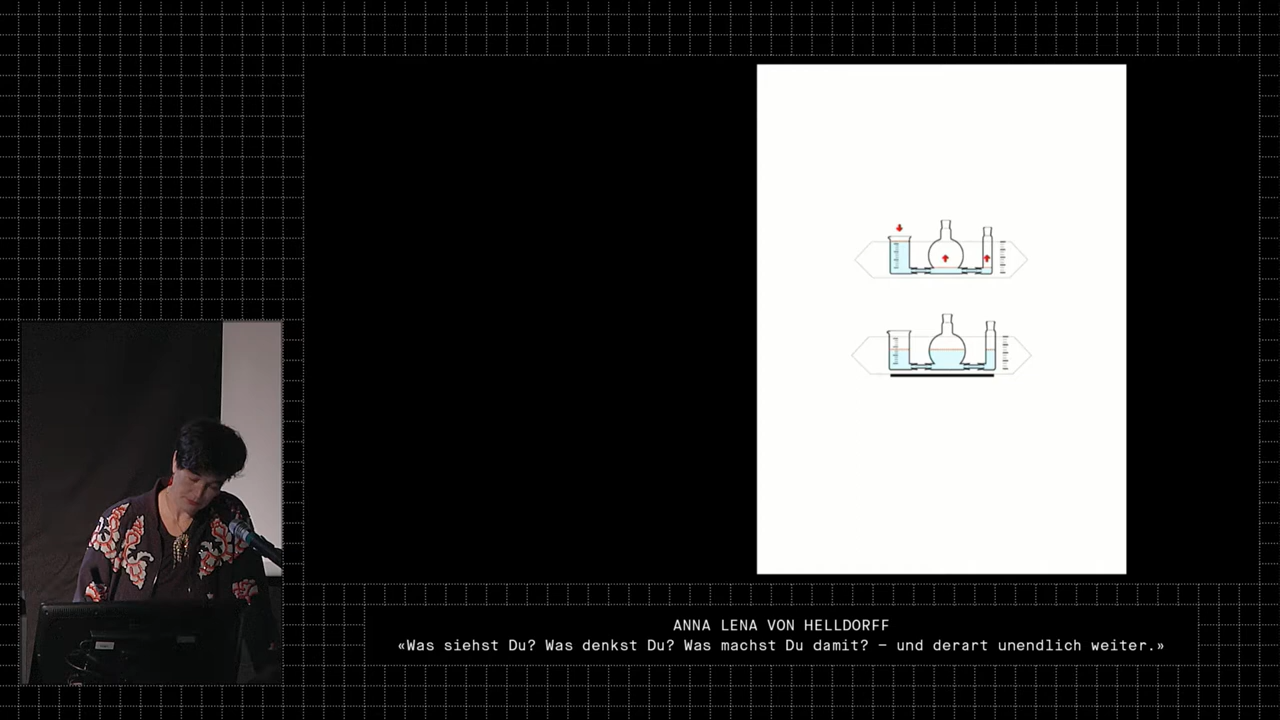 ANNA LENA VON HELLDORFF
«Was siehst Du? Was denkst Du? Was machst Du damit? – und derart unendlich weiter.»